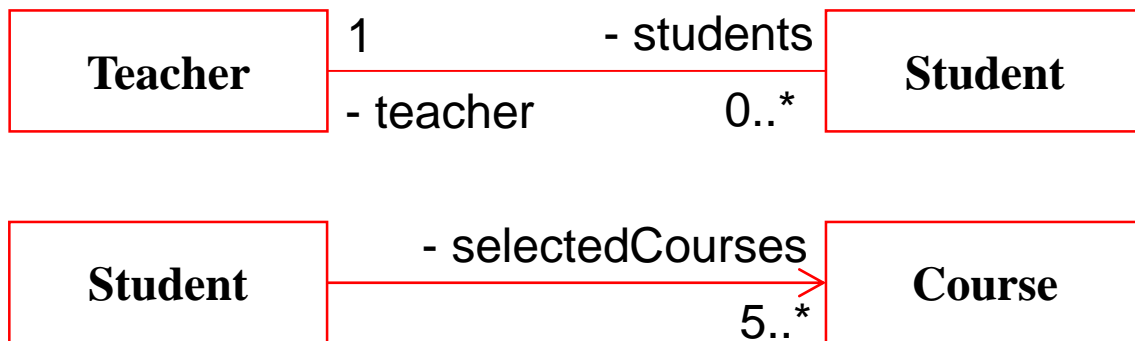 Teacher
1
- students
- teacher
0..*
Student
Student
- selectedCourses
5..*
Course